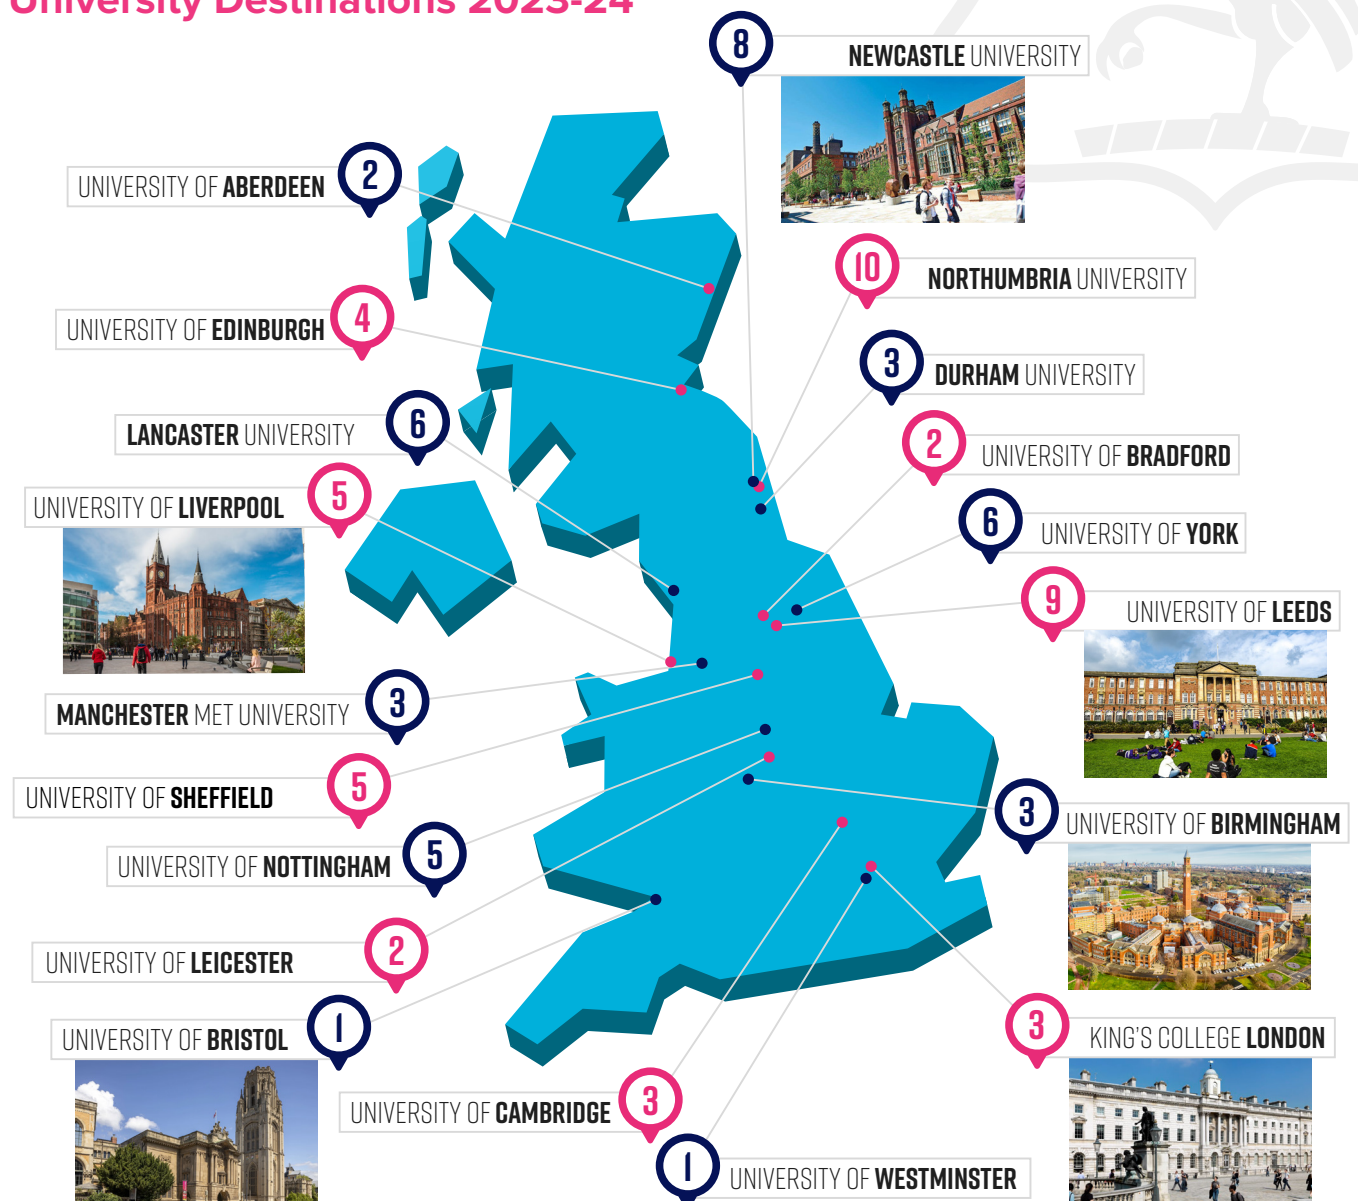 University Destinations 2023-24
8
NEWCASTLE UNIVERSITY
2
UNIVERSITY OF ABERDEEN
10
NORTHUMBRIA UNIVERSITY
4
UNIVERSITY OF EDINBURGH
3
DURHAM UNIVERSITY
6
LANCASTER UNIVERSITY
2
UNIVERSITY OF BRADFORD
5
UNIVERSITY OF LIVERPOOL
6
UNIVERSITY OF YORK
9
UNIVERSITY OF LEEDS
3
MANCHESTER MET UNIVERSITY
5
UNIVERSITY OF SHEFFIELD
3
UNIVERSITY OF BIRMINGHAM
5
UNIVERSITY OF NOTTINGHAM
2
UNIVERSITY OF LEICESTER
1
UNIVERSITY OF BRISTOL
3
KING'S COLLEGE LONDON
3
UNIVERSITY OF CAMBRIDGE
1
UNIVERSITY OF WESTMINSTER